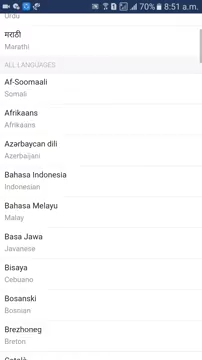 70% 8:51 a.m.
Urdu
मराठी
Marathi
ALL LANGUAGES
Af-Soomaali
Somali
Afrikaans
Afrikaans
Azərbaycan dili
Azerbaijani
Bahasa Indonesia
Indonesian
Bahasa Melayu
Malay
Basa Jawa
Javanese
Bisaya
Cebuano
Bosanski
Bosnian
Brezhoneg
Breton
Català